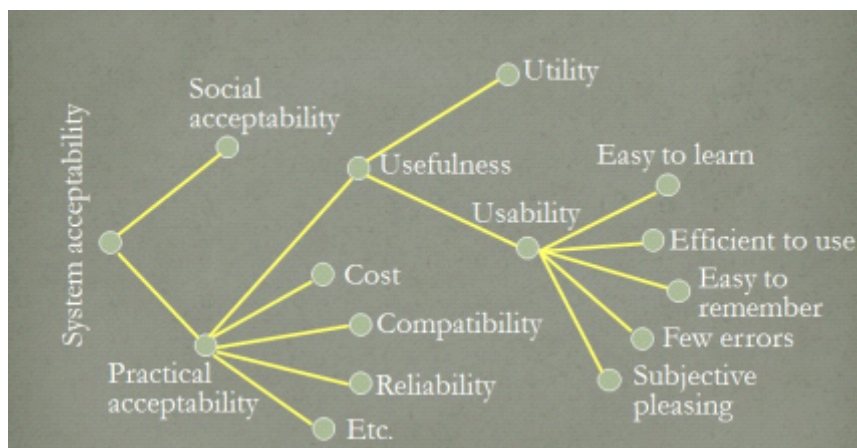 System acceptability
Social
acceptability
Practical
acceptability
Usefulness
Cost
Compatibility
Reliability
Etc.
Utility
Usability
Easy to learn
Efficient to use
Easy to
remember
Few errors
Subjective
pleasing